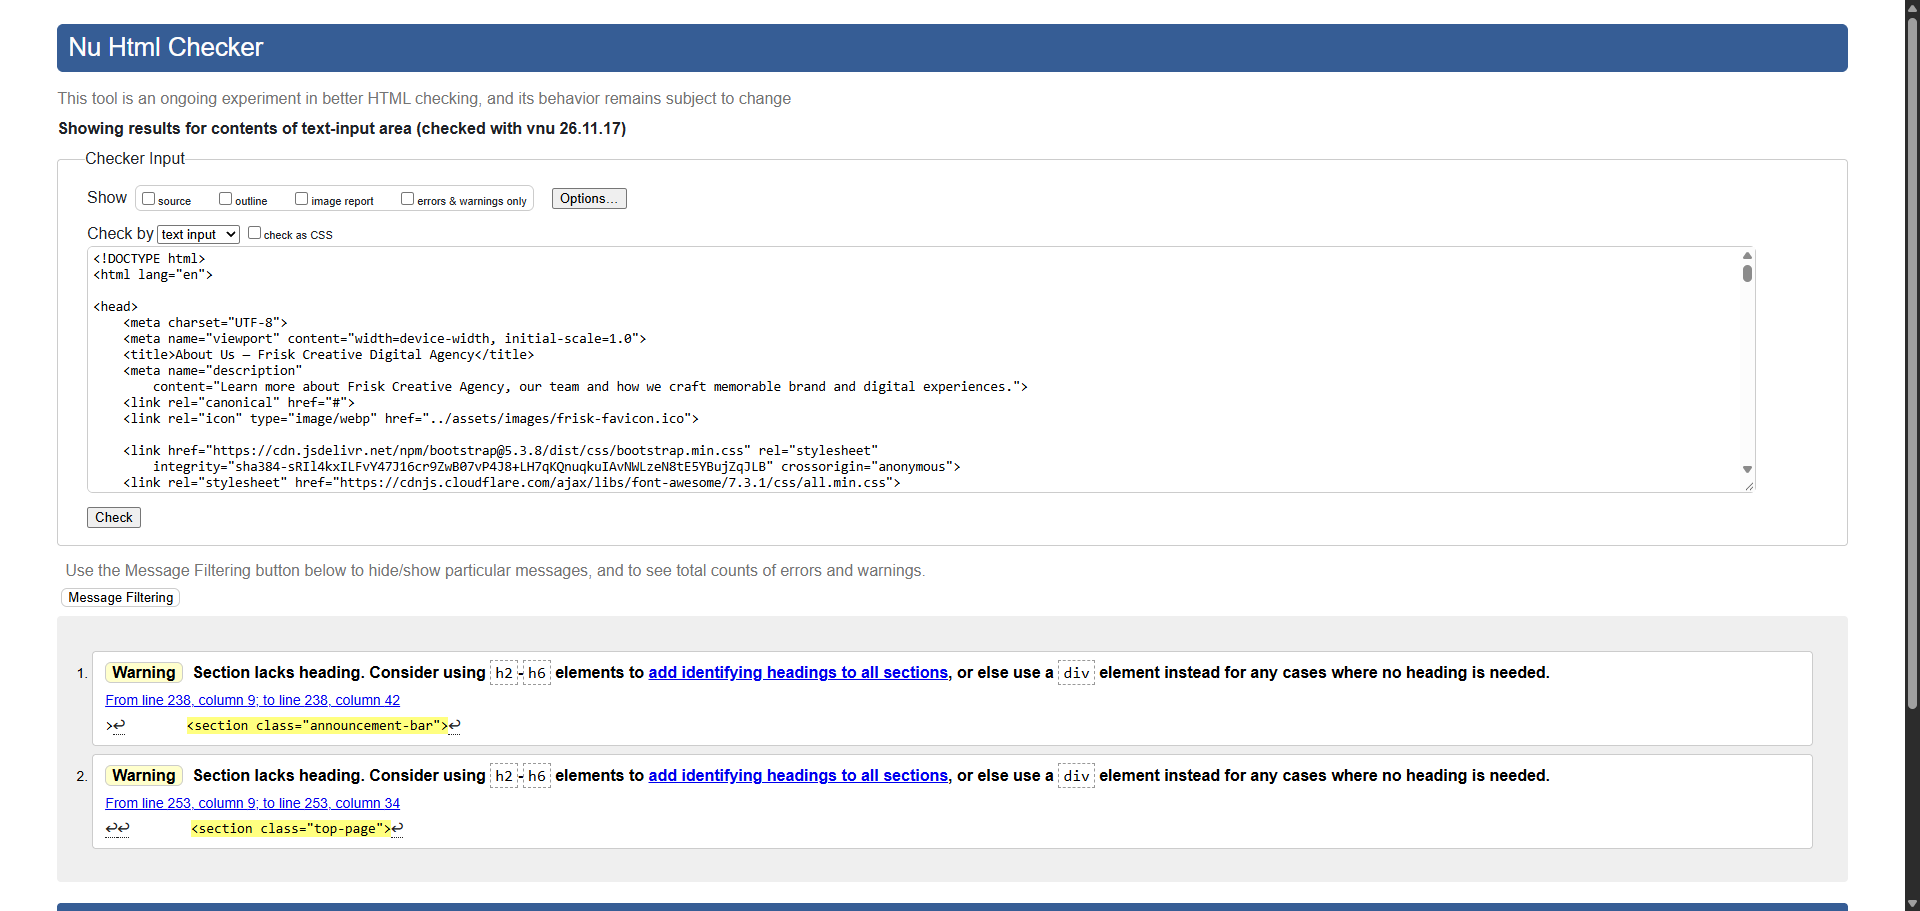 Nu Html Checker
This tool is an ongoing experiment in better HTML checking, and its behavior remains subject to change
Showing results for contents of text-input area (checked with vnu 26.11.17)
Checker Input
Show source outline image report errors & warnings only Options...
Check by text input check as CSS
<!DOCTYPE html>
<html lang="en">
<head>
<meta charset="UTF-8">
<meta name="viewport" content="width=device-width, initial-scale=1.0">
<title>About Us – Frisk Creative Digital Agency</title>
<meta name="description"
content="Learn more about Frisk Creative Agency, our team and how we craft memorable brand and digital experiences.">
<link rel="canonical" href="#">
<link rel="icon" type="image/webp" href="../assets/images/frisk-favicon.ico">
<link href="https://cdn.jsdelivr.net/npm/bootstrap@5.3.8/dist/css/bootstrap.min.css" rel="stylesheet"
integrity="sha384-sRIl4kxILFvY47J16cr9ZwB07vP4J8+LH7qKQnuqkuIAvNWLzeN8tE5YBujZqJLB" crossorigin="anonymous">
<link rel="stylesheet" href="https://cdnjs.cloudflare.com/ajax/libs/font-awesome/7.3.1/css/all.min.css">
Check
Use the Message Filtering button below to hide/show particular messages, and to see total counts of errors and warnings.
Message Filtering
1. Warning Section lacks heading. Consider using h2-h6 elements to add identifying headings to all sections, or else use a div element instead for any cases where no heading is needed.
From line 238, column 9; to line 238, column 42
>↩ <section class="announcement-bar">↩
2. Warning Section lacks heading. Consider using h2-h6 elements to add identifying headings to all sections, or else use a div element instead for any cases where no heading is needed.
From line 253, column 9; to line 253, column 34
↩↩ <section class="top-page">↩